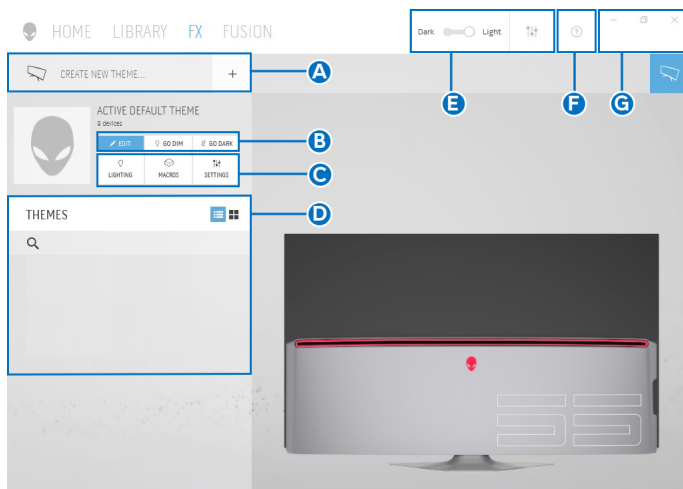 HOME LIBRARY FX FUSION
Dark Light
CREATE NEW THEME... +
A
E
F
G
ACTIVE DEFAULT THEME
9 devices
EDIT GO DIM GO DARK
B
LIGHTING MACROS SETTINGS
C
THEMES
D
55